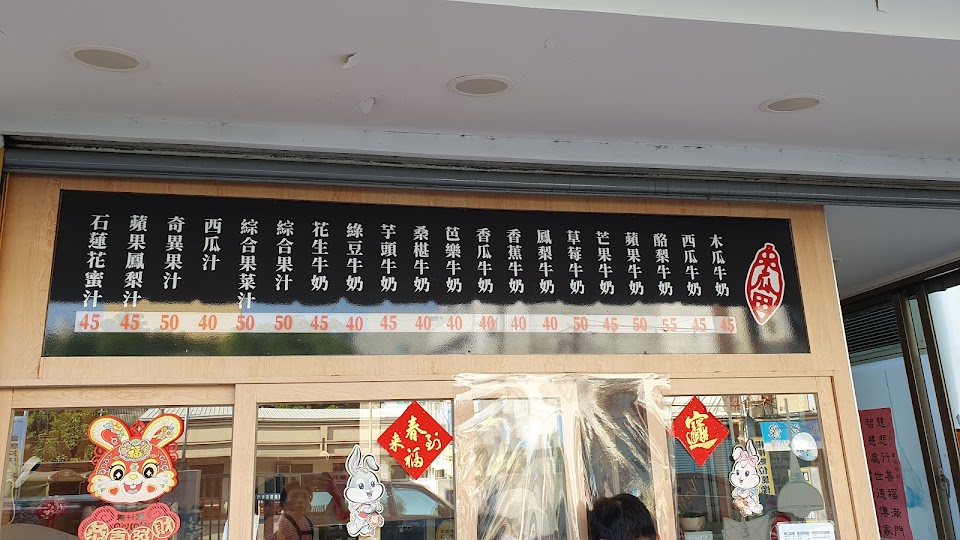 木瓜牛奶 45
西瓜牛奶 45
酪梨牛奶 55
蘋果牛奶 50
芒果牛奶 45
草莓牛奶 50
鳳梨牛奶 40
香蕉牛奶 40
香瓜牛奶 40
芭樂牛奶 40
桑椹牛奶 40
芋頭牛奶 45
綠豆牛奶 40
花生牛奶 45
綜合果汁 50
綜合果菜汁 50
西瓜汁 40
奇異果汁 50
蘋果鳳梨汁 45
石蓮花蜜汁 45
春到
來福
福